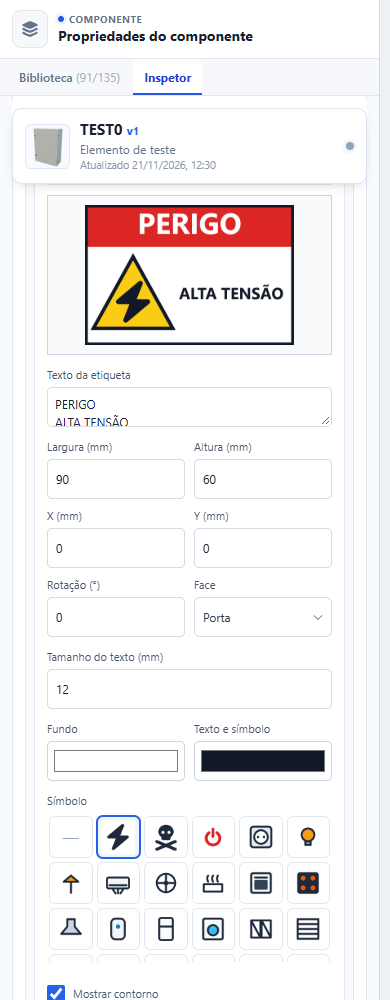 COMPONENTE
Propriedades do componente
Biblioteca (91/135)
Inspetor
TEST0 v1
Elemento de teste
Atualizado 21/11/2026, 12:30
PERIGO
ALTA TENSÃO
Texto da etiqueta
PERIGO
ALTA TENSÃO
Largura (mm)
Altura (mm)
90
60
X (mm)
Y (mm)
0
0
Rotação (°)
Face
0
Porta
Tamanho do texto (mm)
12
Fundo
Texto e símbolo
Símbolo
—
Mostrar contorno